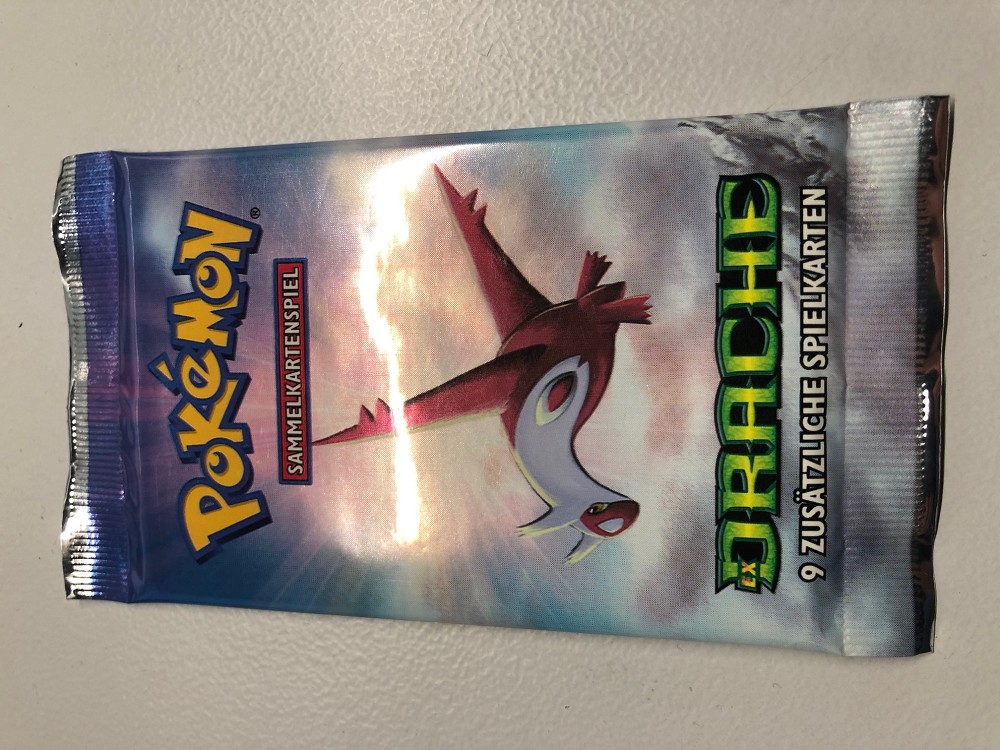 POKéMON®
SAMMELKARTENSPIEL
EX DRACHE
9 ZUSÄTZLICHE SPIELKARTEN